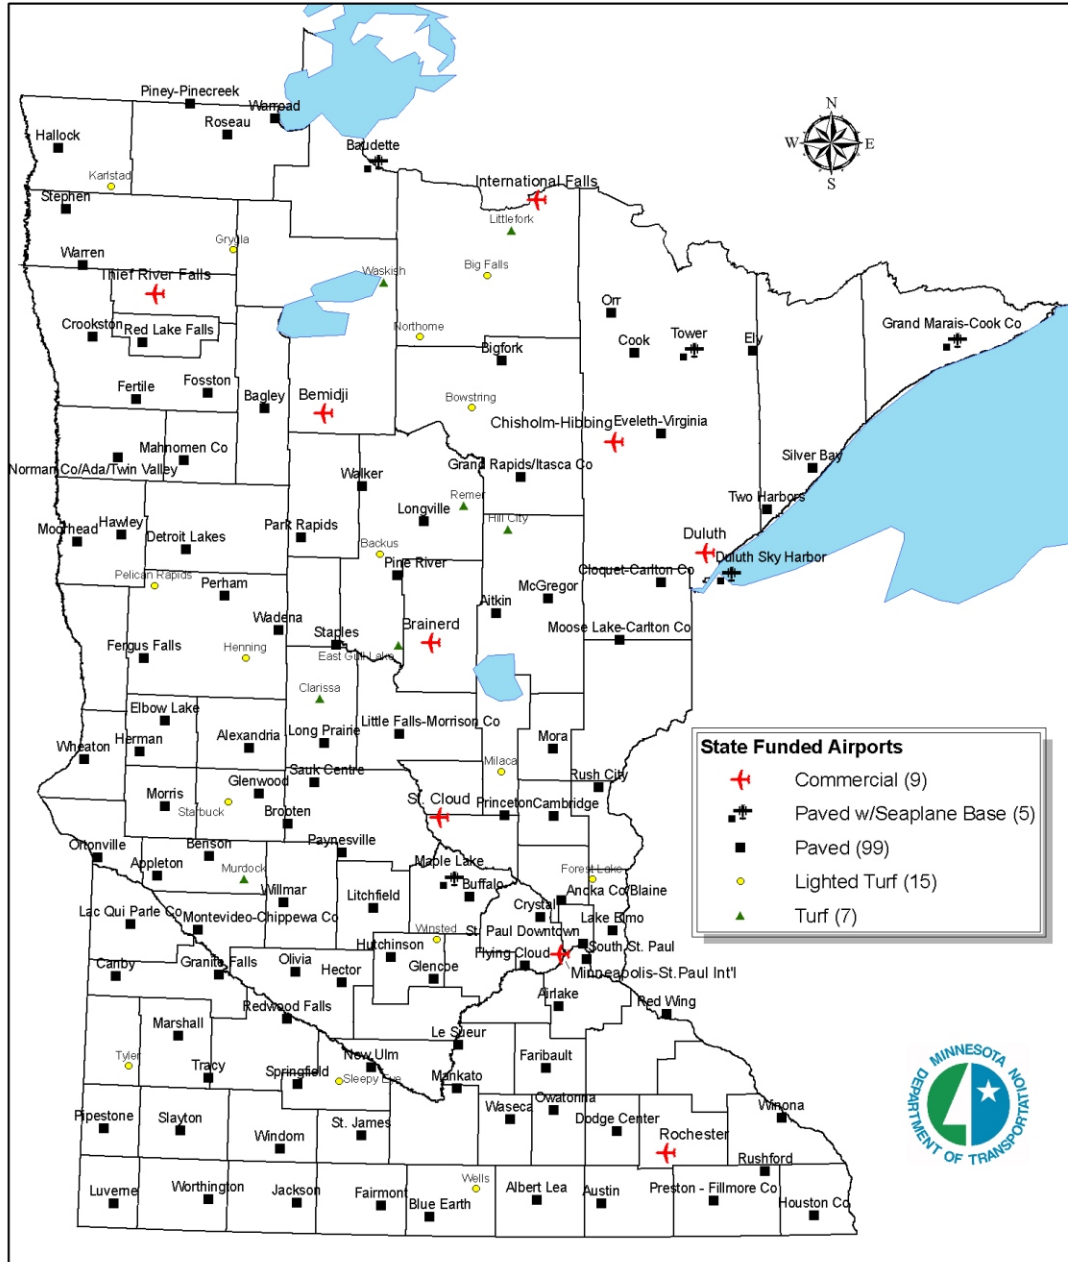 Piney-Pinecreek
Warroad
Roseau
Hallock
Baudette
N
W E
S
Karlstad
International Falls
Stephen
Littlefork
Grygla
Warren
Big Falls
Thief River Falls
Waskish
Orr
Crookston
Red Lake Falls
Northome
Cook
Tower
Ely
Grand Marais-Cook Co
Bigfork
Fertile
Fosston
Bagley
Bemidji
Bowstring
Chisholm-Hibbing
Eveleth-Virginia
Mahnomen Co
Norman Co/Ada/Twin Valley
Silver Bay
Walker
Grand Rapids/Itasca Co
Remer
Two Harbors
Moorhead
Hawley
Detroit Lakes
Park Rapids
Longville
Hill City
Duluth
Backus
Duluth Sky Harbor
Pelican Rapids
Perham
Pine River
Cloquet-Carlton Co
McGregor
Aitkin
Wadena
Staples
Brainerd
Moose Lake-Carlton Co
Fergus Falls
Henning
East Gull Lake
Clarissa
Elbow Lake
Herman
Alexandria
Long Prairie
Little Falls-Morrison Co
Mora
Wheaton
Milaca
Sauk Centre
Rush City
Glenwood
Morris
Starbuck
Brooten
St. Cloud
Princeton
Cambridge
Ortonville
Benson
Paynesville
Appleton
Murdock
Maple Lake
Forest Lake
Willmar
Litchfield
Buffalo
Anoka Co/Blaine
Lac Qui Parle Co
Montevideo-Chippewa Co
Crystal
Lake Elmo
Winsted
St. Paul Downtown
Hutchinson
South St. Paul
Canby
Granite Falls
Olivia
Hector
Glencoe
Flying Cloud
Minneapolis-St.Paul Int'l
Redwood Falls
Airlake
Red Wing
Marshall
Le Sueur
Tyler
Tracy
Springfield
New Ulm
Sleepy Eye
Mankato
Faribault
Pipestone
Slayton
Windom
St. James
Waseca
Owatonna
Dodge Center
Rochester
Winona
Rushford
Luverne
Worthington
Jackson
Fairmont
Blue Earth
Wells
Albert Lea
Austin
Preston - Fillmore Co
Houston Co
State Funded Airports
Commercial (9)
Paved w/Seaplane Base (5)
Paved (99)
Lighted Turf (15)
Turf (7)
MINNESOTA
DEPARTMENT OF TRANSPORTATION